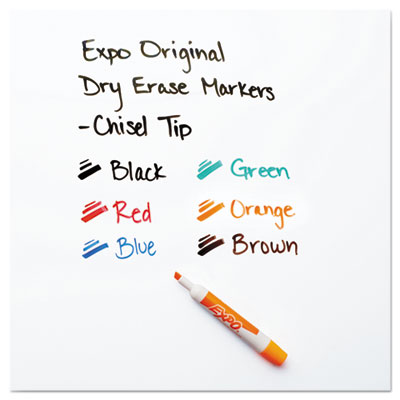 Expo Original
Dry Erase Markers
-Chisel Tip
Black
Green
Red
Orange
Blue
Brown
EXPO